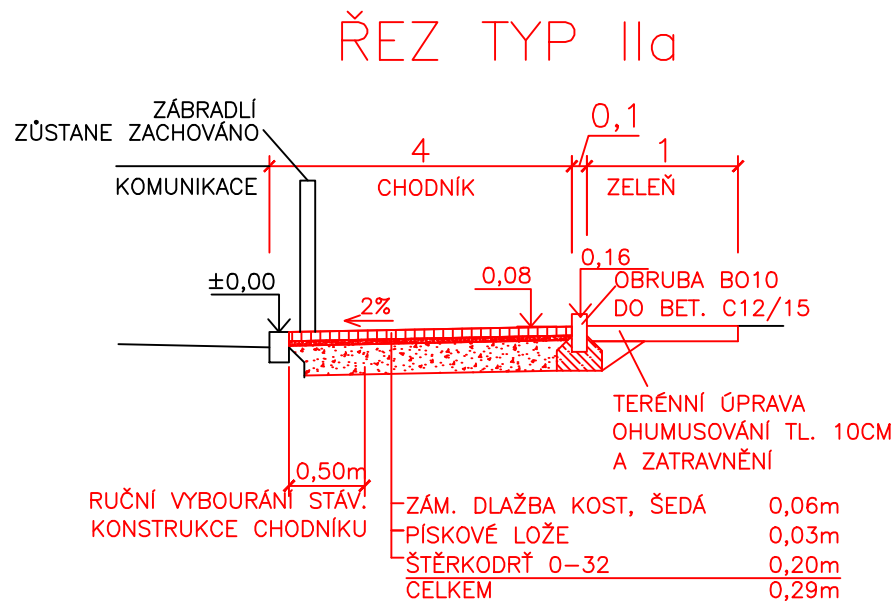 ŘEZ TYP IIa
ZÁBRADLÍ
ZŮSTANE ZACHOVÁNO
0,1
4
1
KOMUNIKACE
CHODNÍK
ZELEŇ
±0,00
2%
0,08
0,16
OBRUBA BO10
DO BET. C12/15
TERÉNNÍ ÚPRAVA
OHUMUSOVÁNÍ TL. 10CM
A ZATRAVNĚNÍ
0,50m
RUČNÍ VYBOURÁNÍ STÁV.
KONSTRUKCE CHODNÍKU
ZÁM. DLAŽBA KOST, ŠEDÁ 0,06m
PÍSKOVÉ LOŽE 0,03m
ŠTĚRKODRŤ 0-32 0,20m
CELKEM 0,29m